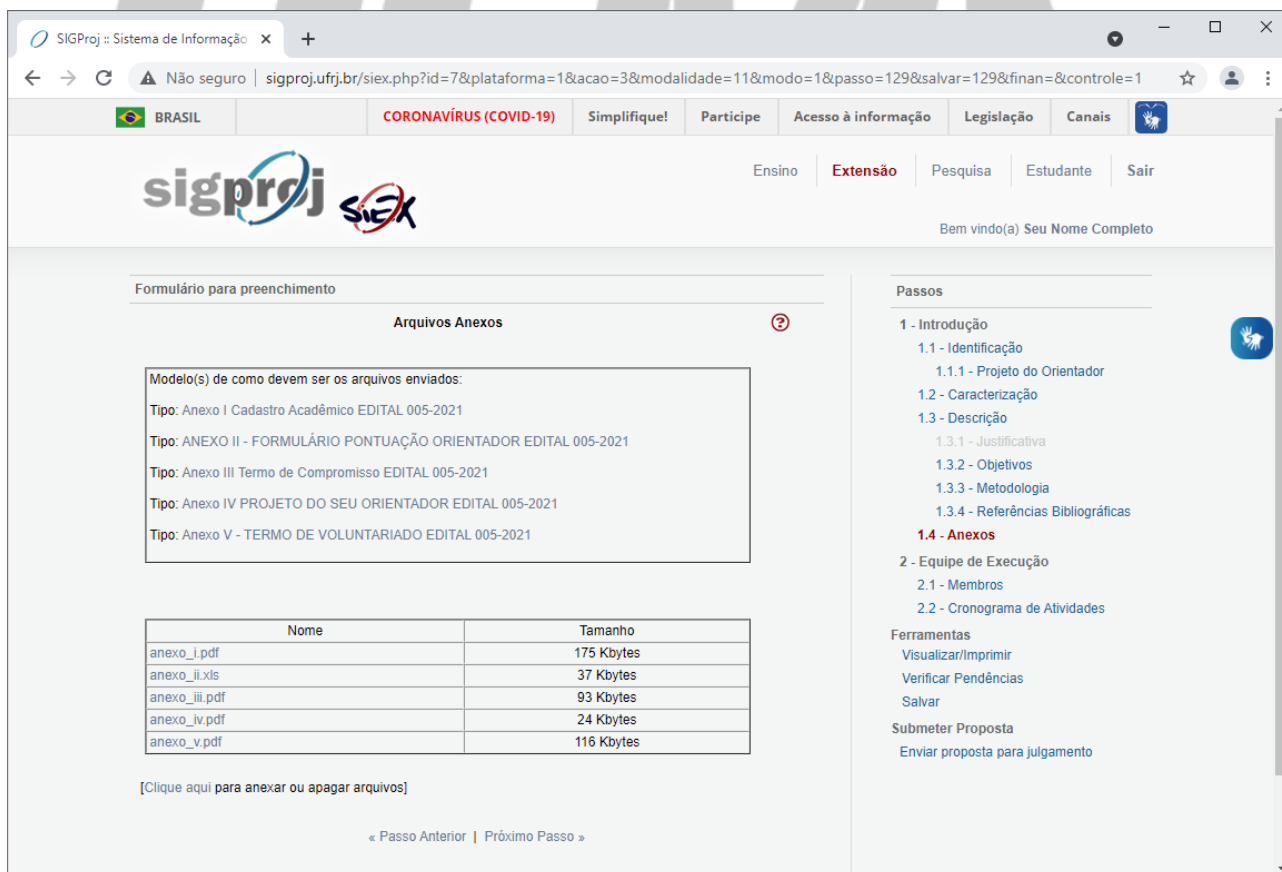 SIGProj :: Sistema de Informação
Não seguro | sigproj.ufrj.br/siex.php?id=7&plataforma=1&acao=3&modalidade=11&modo=1&passo=129&salvar=129&finan=&controle=1
BRASIL CORONAVÍRUS (COVID-19) Simplifique! Participe Acesso à informação Legislação Canais
sigproj siex
Ensino Extensão Pesquisa Estudante Sair
Bem vindo(a) Seu Nome Completo
Formulário para preenchimento
Arquivos Anexos
Modelo(s) de como devem ser os arquivos enviados:
Tipo: Anexo I Cadastro Acadêmico EDITAL 005-2021
Tipo: ANEXO II - FORMULÁRIO PONTUAÇÃO ORIENTADOR EDITAL 005-2021
Tipo: Anexo III Termo de Compromisso EDITAL 005-2021
Tipo: Anexo IV PROJETO DO SEU ORIENTADOR EDITAL 005-2021
Tipo: Anexo V - TERMO DE VOLUNTARIADO EDITAL 005-2021
Nome Tamanho
anexo_i.pdf 175 Kbytes
anexo_ii.xls 37 Kbytes
anexo_iii.pdf 93 Kbytes
anexo_iv.pdf 24 Kbytes
anexo_v.pdf 116 Kbytes
[Clique aqui para anexar ou apagar arquivos]
« Passo Anterior | Próximo Passo »
Passos
1 - Introdução
1.1 - Identificação
1.1.1 - Projeto do Orientador
1.2 - Caracterização
1.3 - Descrição
1.3.1 - Justificativa
1.3.2 - Objetivos
1.3.3 - Metodologia
1.3.4 - Referências Bibliográficas
1.4 - Anexos
2 - Equipe de Execução
2.1 - Membros
2.2 - Cronograma de Atividades
Ferramentas
Visualizar/Imprimir
Verificar Pendências
Salvar
Submeter Proposta
Enviar proposta para julgamento